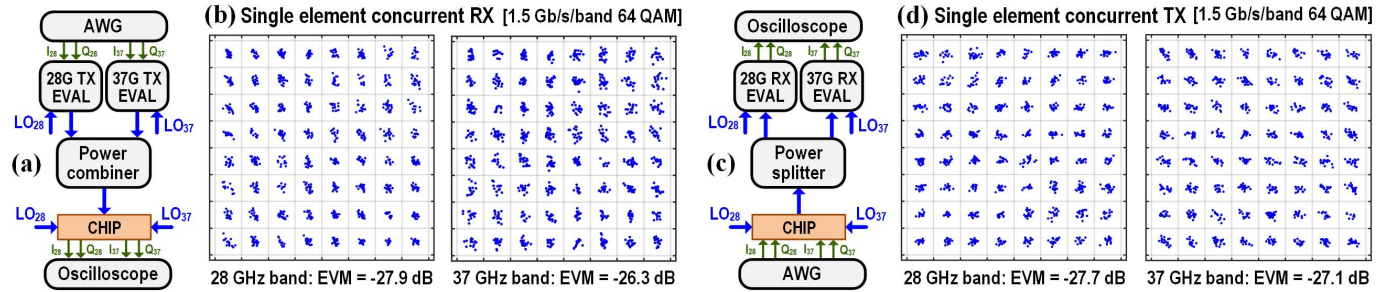 (a)
AWG
I28 Q28 I37 Q37
28G TX EVAL
37G TX EVAL
LO28
LO37
Power combiner
LO28
LO37
CHIP
I28 Q28 I37 Q37
Oscilloscope
(b) Single element concurrent RX [1.5 Gb/s/band 64 QAM]
28 GHz band: EVM = -27.9 dB
37 GHz band: EVM = -26.3 dB
(c)
Oscilloscope
I28 Q28 I37 Q37
28G RX EVAL
37G RX EVAL
LO28
LO37
Power splitter
LO28
LO37
CHIP
I28 Q28 I37 Q37
AWG
(d) Single element concurrent TX [1.5 Gb/s/band 64 QAM]
28 GHz band: EVM = -27.7 dB
37 GHz band: EVM = -27.1 dB